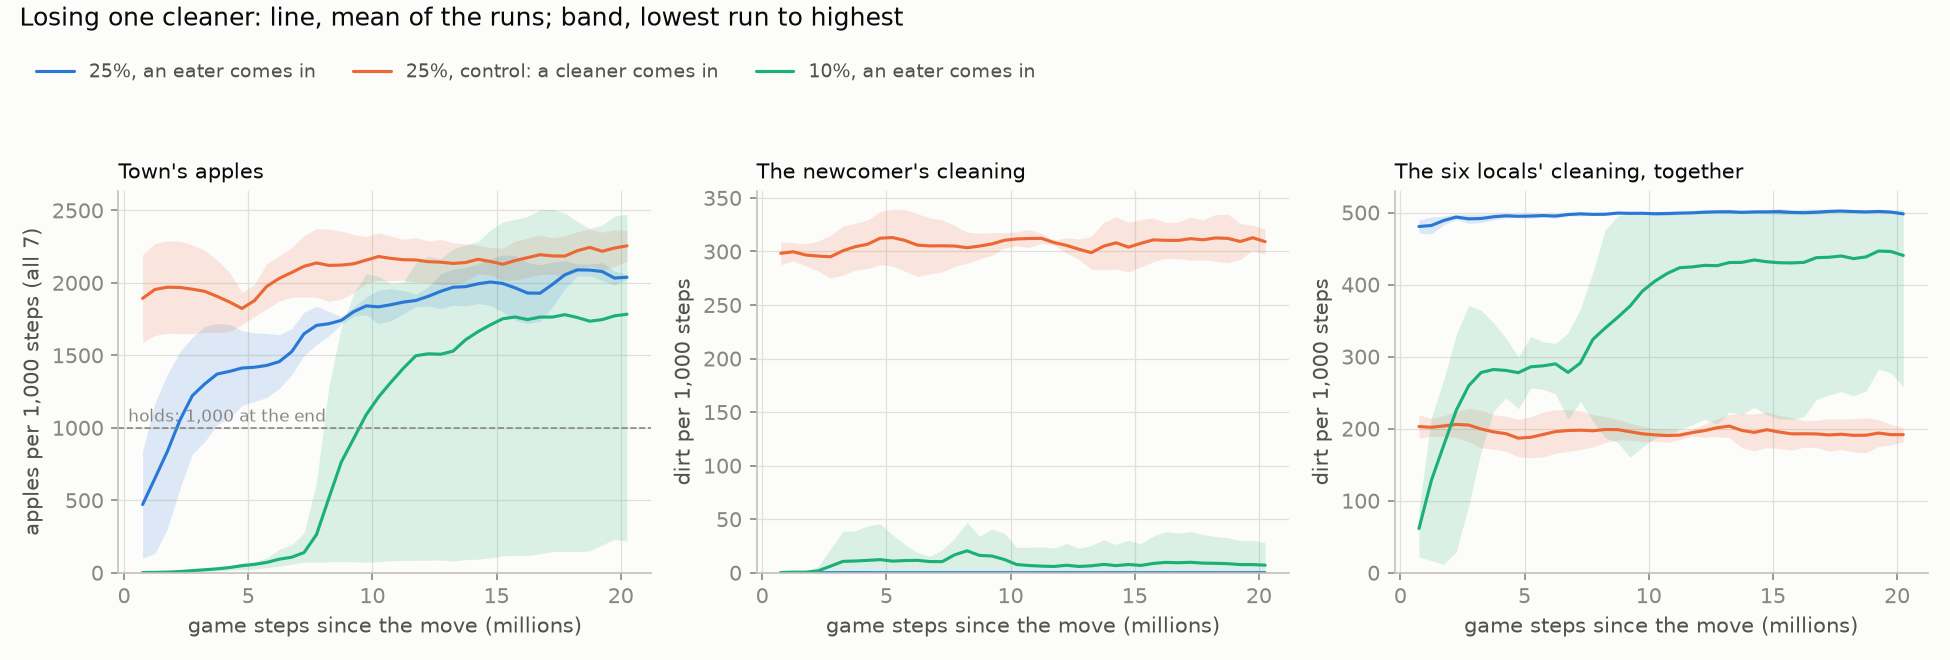 Losing one cleaner: line, mean of the runs; band, lowest run to highest
25%, an eater comes in
25%, control: a cleaner comes in
10%, an eater comes in
Town's apples
apples per 1,000 steps (all 7)
2500
2000
1500
1000
500
0
holds: 1,000 at the end
0
5
10
15
20
game steps since the move (millions)
The newcomer's cleaning
dirt per 1,000 steps
350
300
250
200
150
100
50
0
0
5
10
15
20
game steps since the move (millions)
The six locals' cleaning, together
dirt per 1,000 steps
500
400
300
200
100
0
0
5
10
15
20
game steps since the move (millions)